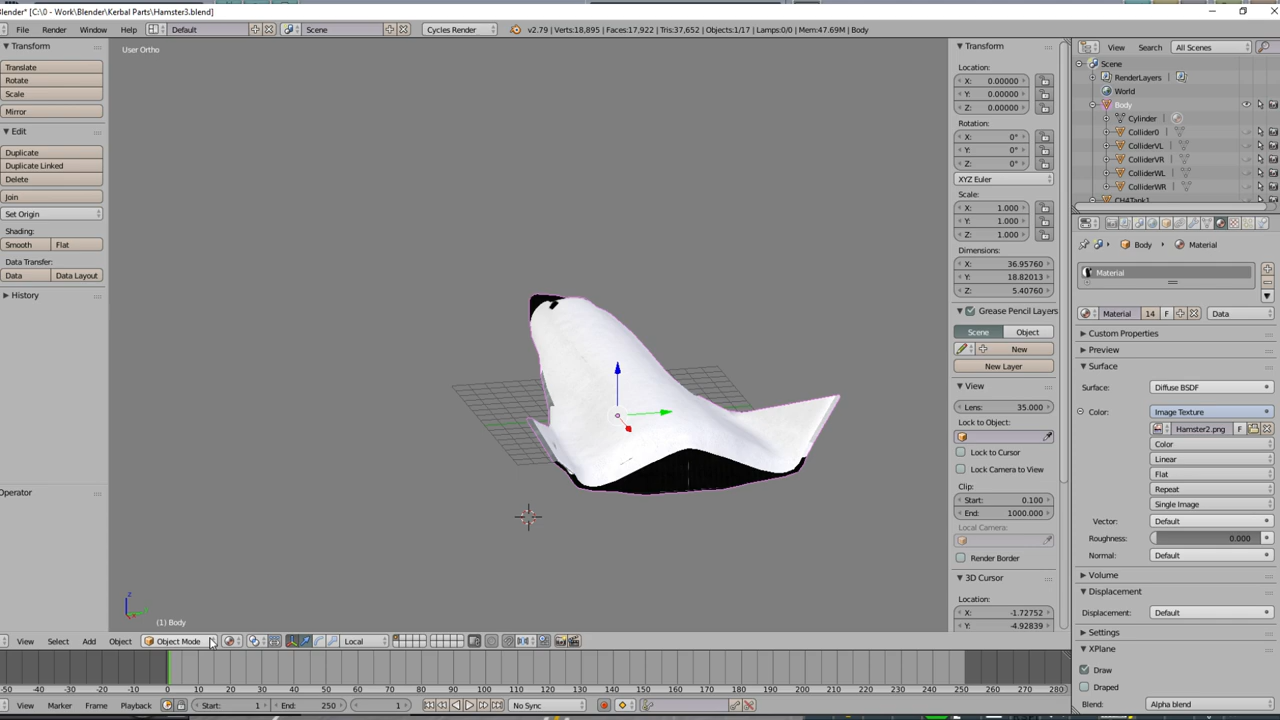 Blender* [C:\0 - Work\Blender\Kerbal Parts\Hamster3.blend]
File Render Window Help Default Scene Cycles Render v2.79 | Verts:18,895 | Faces:17,922 | Tris:37,652 | Objects:1/17 | Lamps:0/0 | Mem:47.69M | Body
Transform
Translate
Rotate
Scale
Mirror
Edit
Duplicate
Duplicate Linked
Delete
Join
Set Origin
Shading:
Smooth Flat
Data Transfer:
Data Data Layout
History
Operator
User Ortho
(1) Body
Transform
Location:
X: 0.00000
Y: 0.00000
Z: 0.00000
Rotation:
X: 0°
Y: 0°
Z: 0°
XYZ Euler
Scale:
X: 1.000
Y: 1.000
Z: 1.000
Dimensions:
X: 36.95760
Y: 18.82013
Z: 5.40760
Grease Pencil Layers
Scene Object
New
New Layer
View
Lens: 35.000
Lock to Object:
Lock to Cursor
Lock Camera to View
Clip:
Start: 0.100
End: 1000.000
Local Camera:
Render Border
3D Cursor
Location:
X: -1.72752
Y: -4.92839
View Search All Scenes
Scene
RenderLayers
World
Body
Cylinder
Collider0
ColliderVL
ColliderVR
ColliderWL
ColliderWR
CH4Tank1
Body Material
Material
Material 14 F Data
Custom Properties
Preview
Surface
Surface: Diffuse BSDF
Color: Image Texture
Hamster2.png F
Color
Linear
Flat
Repeat
Single Image
Vector: Default
Roughness: 0.000
Normal: Default
Volume
Displacement
Displacement: Default
Settings
XPlane
Draw
Draped
Blend: Alpha blend
View Select Add Object Object Mode Local
-50 -40 -30 -20 -10 0 10 20 30 40 50 60 70 80 90 100 110 120 130 140 150 160 170 180 190 200 210 220 230 240 250 260 270 280
View Marker Frame Playback Start: 1 End: 250 1 No Sync